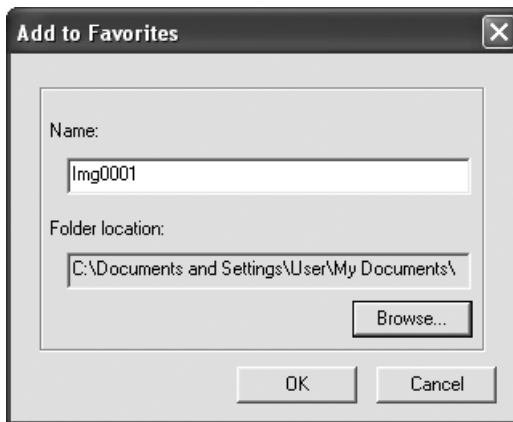 Add to Favorites
Name:
Img0001
Folder location:
C:\Documents and Settings\User\My Documents\
Browse...
OK
Cancel